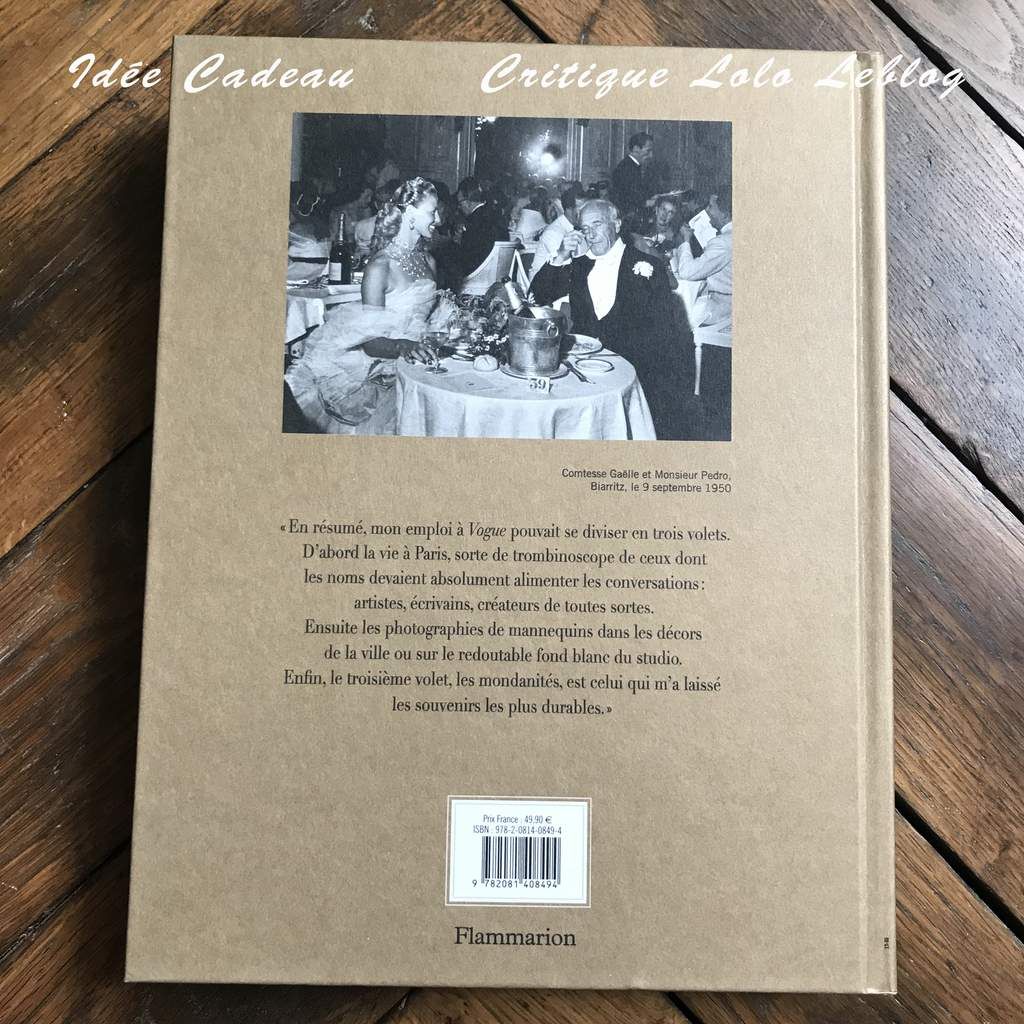 Idée Cadeau Critique Lolo Leblog
39
Comtesse Gaëlle et Monsieur Pedro,
Biarritz, le 9 septembre 1950
« En résumé, mon emploi à Vogue pouvait se diviser en trois volets.
D'abord la vie à Paris, sorte de trombinoscope de ceux dont
les noms devaient absolument alimenter les conversations :
artistes, écrivains, créateurs de toutes sortes.
Ensuite les photographies de mannequins dans les décors
de la ville ou sur le redoutable fond blanc du studio.
Enfin, le troisième volet, les mondanités, est celui qui m'a laissé
les souvenirs les plus durables. »
Prix France : 49,90 €
ISBN : 978-2-0814-0849-4
9 782081 408494
Flammarion